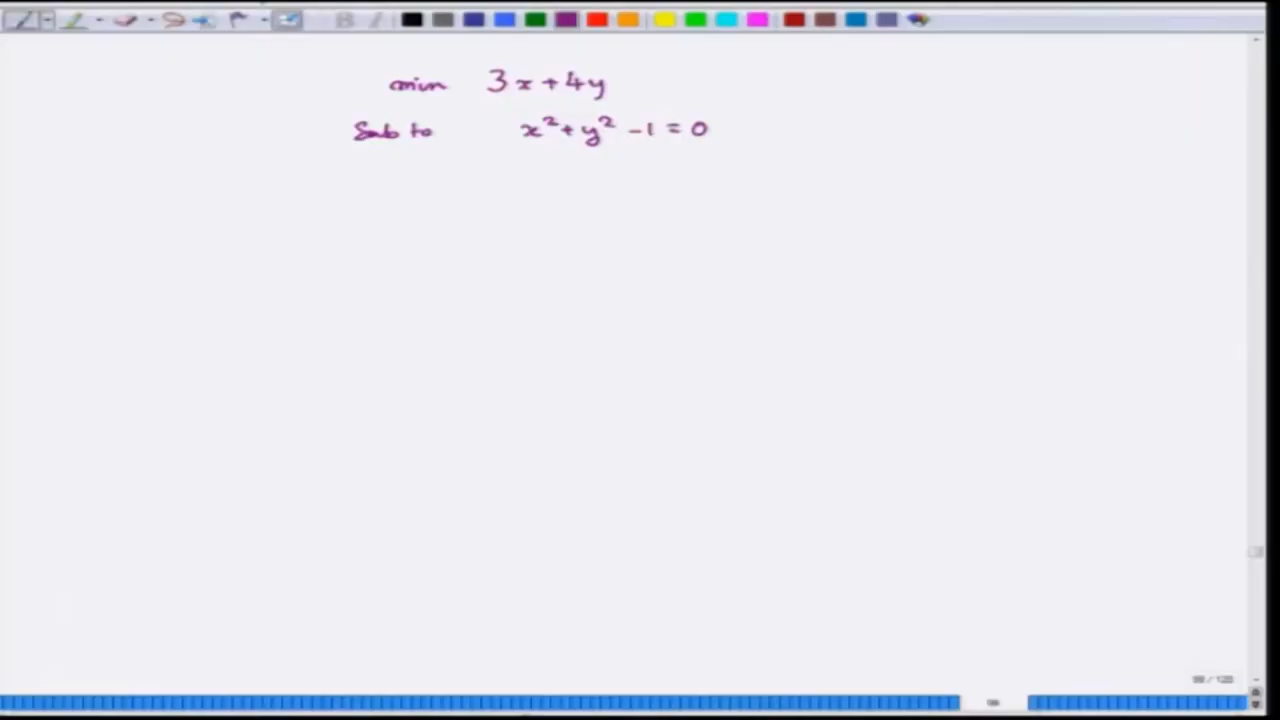 min 3x+4y
Sub to x²+y² -1=0